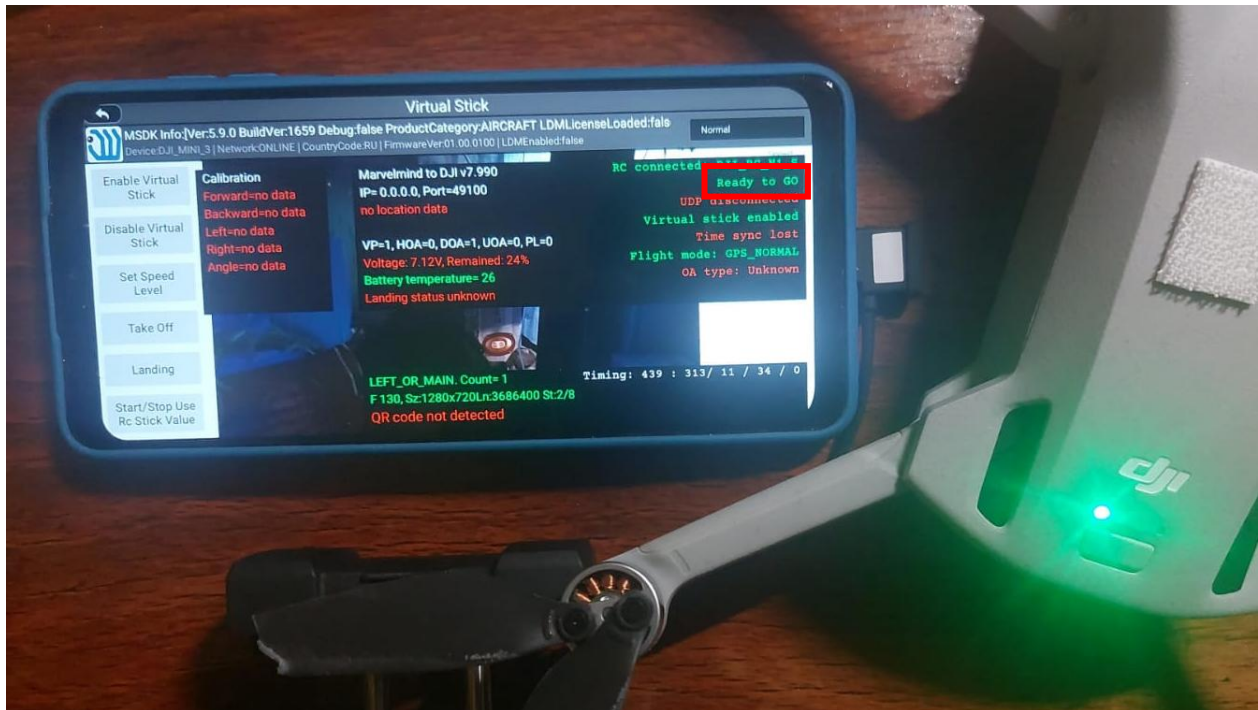 Virtual Stick
MSDK Info:[Ver:5.9.0 BuildVer:1659 Debug:false ProductCategory:AIRCRAFT LDMLicenseLoaded:fals
Normal
Device:DJI_MINI_3 | Network:ONLINE | CountryCode:RU | FirmwareVer:01.00.0100 | LDMEnabled:false
Enable Virtual
Stick
Disable Virtual
Stick
Set Speed
Level
Take Off
Landing
Start/Stop Use
Rc Stick Value
Calibration
Forward=no data
Backward=no data
Left=no data
Right=no data
Angle=no data
Marvelmind to DJI v7.990
IP= 0.0.0.0, Port=49100
no location data
VP=1, HOA=0, DOA=1, UOA=0, PL=0
Voltage: 7.12V, Remained: 24%
Battery temperature= 26
Landing status unknown
LEFT_OR_MAIN. Count= 1
F 130, Sz:1280x720Ln:3686400 St:2/8
QR code not detected
RC connected:
Ready to GO
UDP disconnected
Virtual stick enabled
Time sync lost
Flight mode: GPS_NORMAL
OA type: Unknown
Timing: 439 : 313/ 11 / 34 / 0
dji